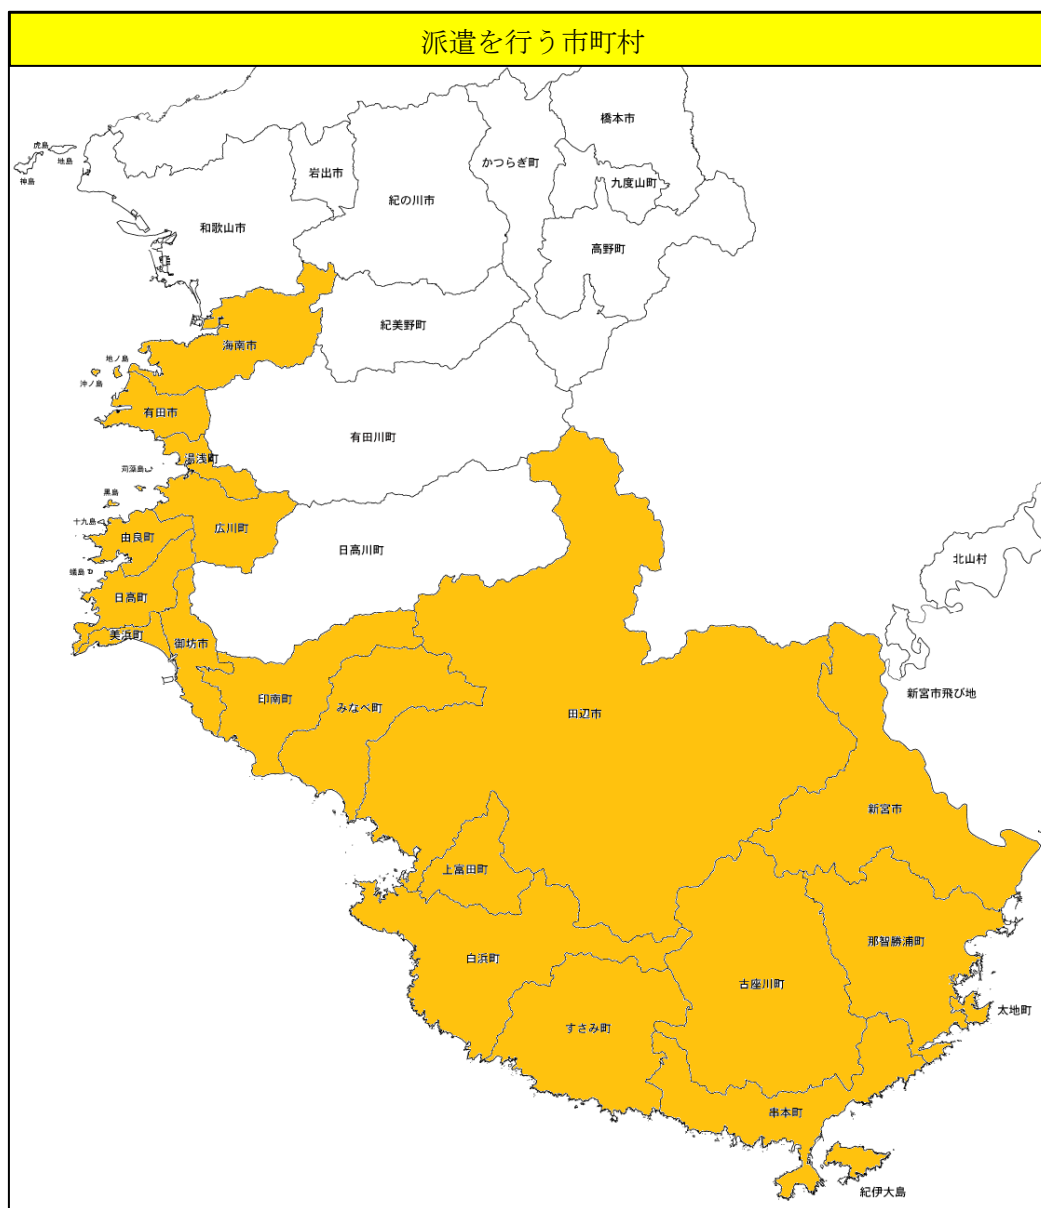 派遣を行う市町村
橋本市
虎島
地島
神島
岩出市
かつらぎ町
九度山町
紀の川市
和歌山市
高野町
紀美野町
海南市
地ノ島
沖ノ島
有田市
有田川町
湯浅町
苅藻島
黒島
十九島
広川町
由良町
日高川町
北山村
蟻島
日高町
美浜町
御坊市
新宮市飛び地
印南町
みなべ町
田辺市
新宮市
上富田町
那智勝浦町
白浜町
古座川町
太地町
すさみ町
串本町
紀伊大島